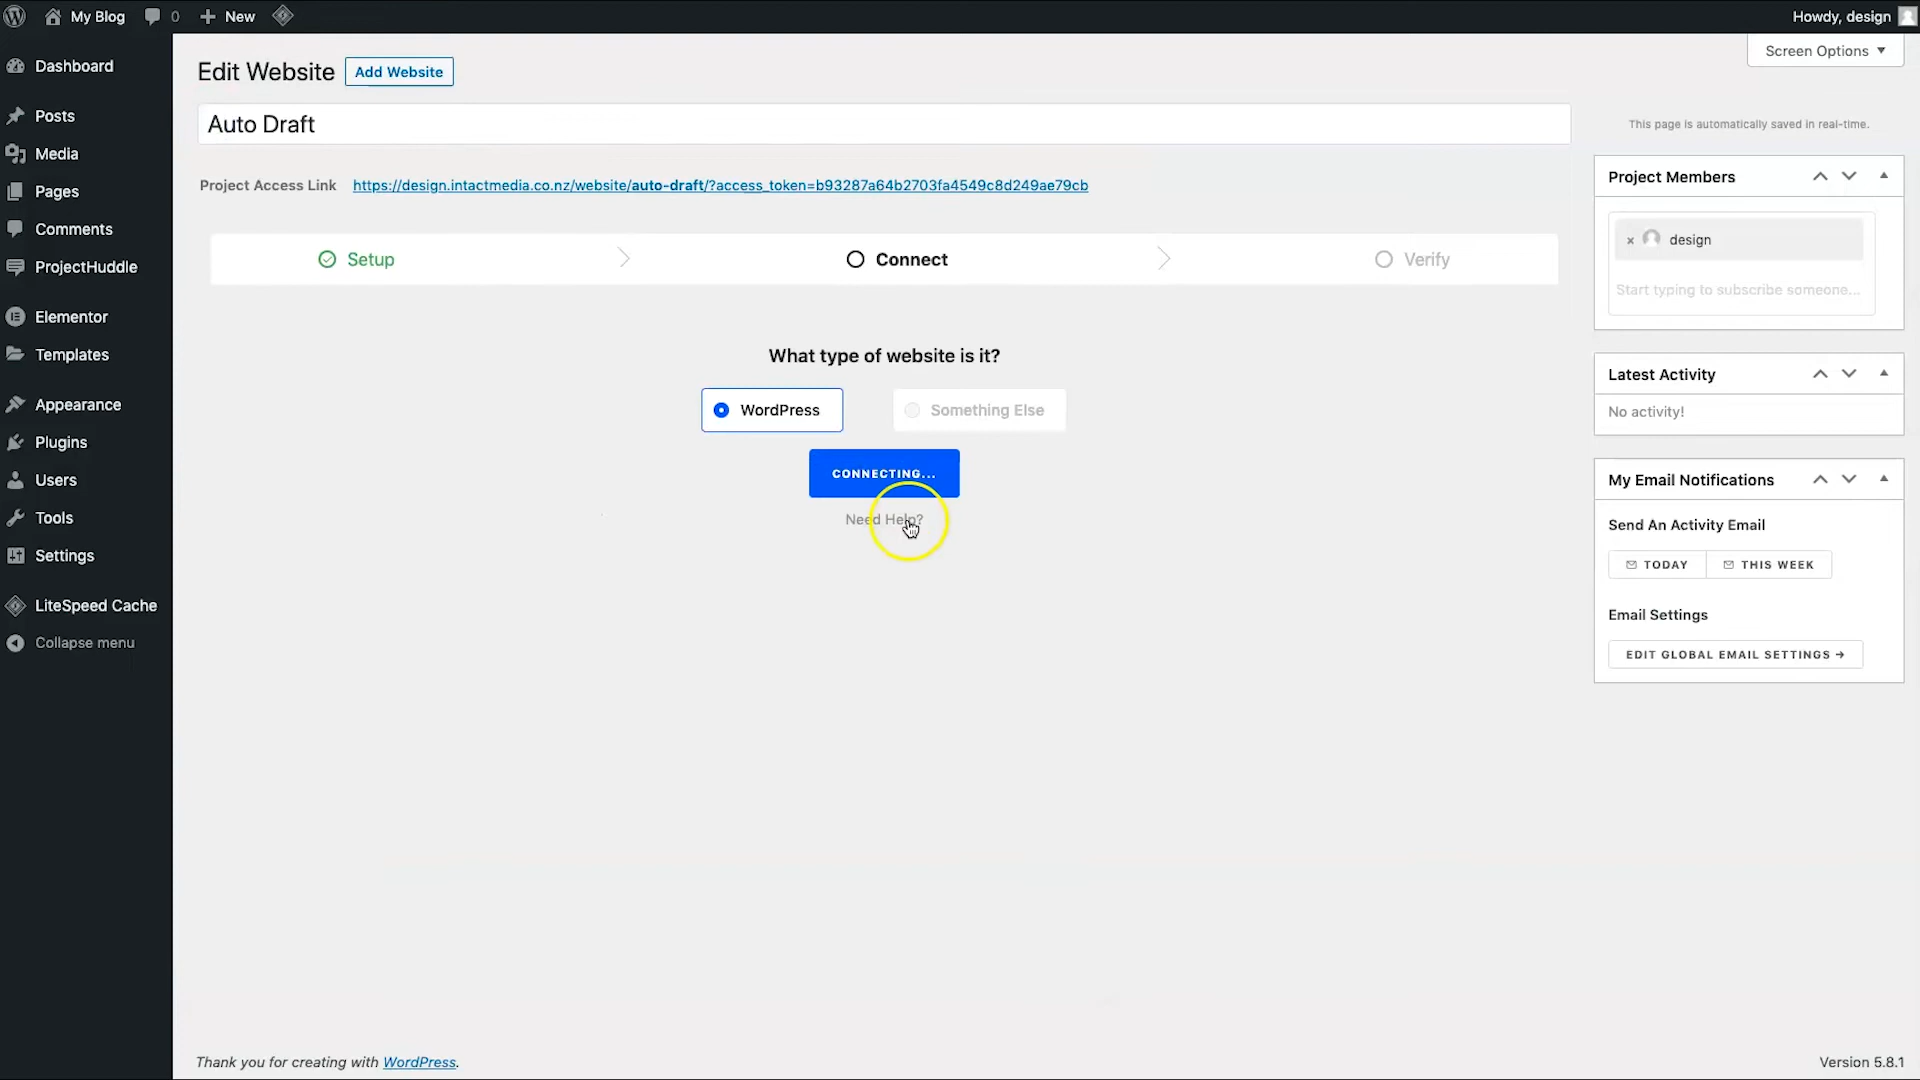 My Blog
0
New
Howdy, design
Screen Options
Dashboard
Posts
Media
Pages
Comments
ProjectHuddle
Elementor
Templates
Appearance
Plugins
Users
Tools
Settings
LiteSpeed Cache
Collapse menu
Edit Website
Add Website
Auto Draft
Project Access Link https://design.intactmedia.co.nz/website/auto-draft/?access_token=b93287a64b2703fa4549c8d249ae79cb
Setup
Connect
Verify
What type of website is it?
WordPress
Something Else
CONNECTING...
Need Help?
This page is automatically saved in real-time.
Project Members
× design
Start typing to subscribe someone...
Latest Activity
No activity!
My Email Notifications
Send An Activity Email
TODAY
THIS WEEK
Email Settings
EDIT GLOBAL EMAIL SETTINGS →
Thank you for creating with WordPress.
Version 5.8.1